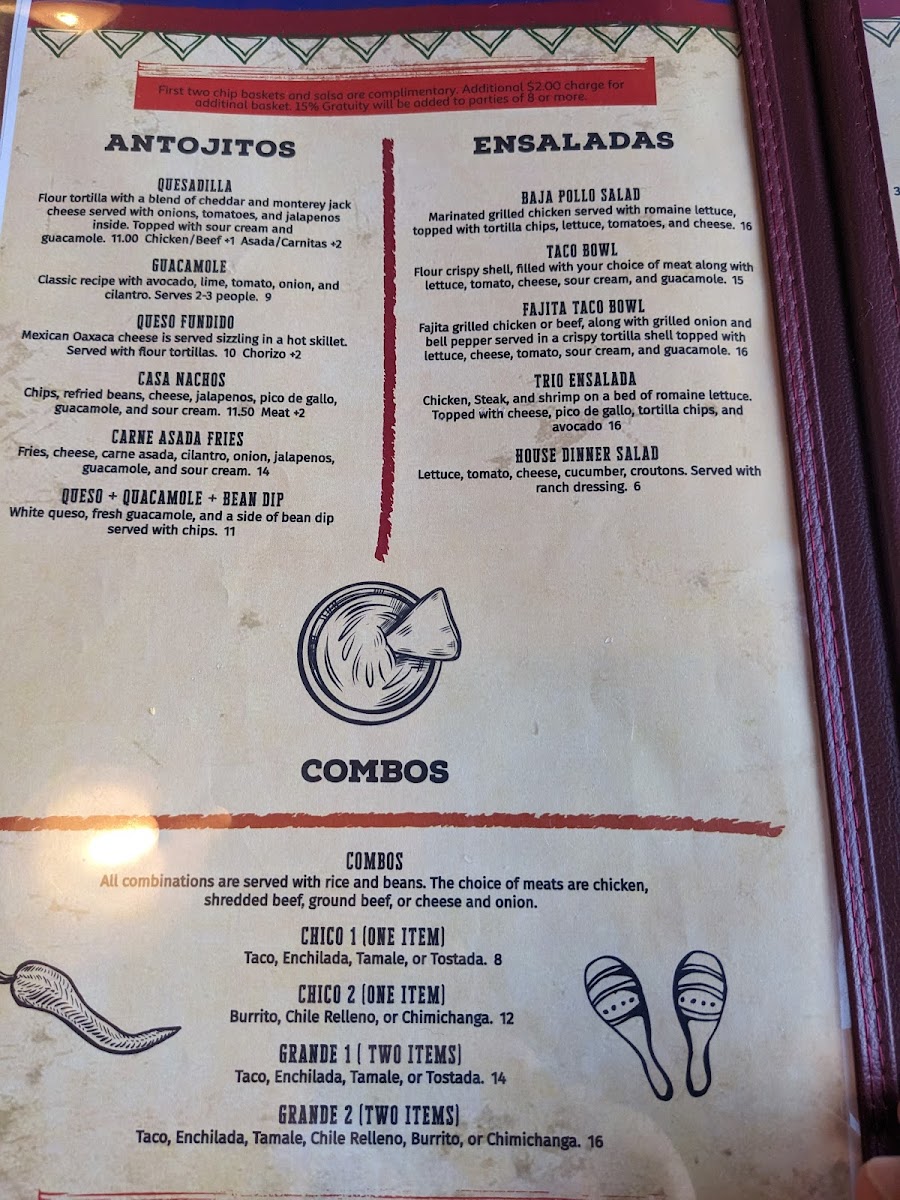 First two chip baskets and salsa are complimentary. Additional $2.00 charge for
additinal basket. 15% Gratuity will be added to parties of 8 or more.
ANTOJITOS
QUESADILLA
Flour tortilla with a blend of cheddar and monterey jack
cheese served with onions, tomatoes, and jalapenos
inside. Topped with sour cream and
guacamole. 11.00 Chicken/Beef +1 Asada/Carnitas +2
GUACAMOLE
Classic recipe with avocado, lime, tomato, onion, and
cilantro. Serves 2-3 people. 9
QUESO FUNDIDO
Mexican Oaxaca cheese is served sizzling in a hot skillet.
Served with flour tortillas. 10 Chorizo +2
CASA NACHOS
Chips, refried beans, cheese, jalapenos, pico de gallo,
guacamole, and sour cream. 11.50 Meat +2
CARNE ASADA FRIES
Fries, cheese, carne asada, cilantro, onion, jalapenos,
guacamole, and sour cream. 14
QUESO + QUACAMOLE + BEAN DIP
White queso, fresh guacamole, and a side of bean dip
served with chips. 11
ENSALADAS
BAJA POLLO SALAD
Marinated grilled chicken served with romaine lettuce,
topped with tortilla chips, lettuce, tomatoes, and cheese. 16
TACO BOWL
Flour crispy shell, filled with your choice of meat along with
lettuce, tomato, cheese, sour cream, and guacamole. 15
FAJITA TACO BOWL
Fajita grilled chicken or beef, along with grilled onion and
bell pepper served in a crispy tortilla shell topped with
lettuce, cheese, tomato, sour cream, and guacamole. 16
TRIO ENSALADA
Chicken, Steak, and shrimp on a bed of romaine lettuce.
Topped with cheese, pico de gallo, tortilla chips, and
avocado 16
HOUSE DINNER SALAD
Lettuce, tomato, cheese, cucumber, croutons. Served with
ranch dressing. 6
COMBOS
COMBOS
All combinations are served with rice and beans. The choice of meats are chicken,
shredded beef, ground beef, or cheese and onion.
CHICO 1 (ONE ITEM)
Taco, Enchilada, Tamale, or Tostada. 8
CHICO 2 (ONE ITEM)
Burrito, Chile Relleno, or Chimichanga. 12
GRANDE 1 ( TWO ITEMS)
Taco, Enchilada, Tamale, or Tostada. 14
GRANDE 2 (TWO ITEMS)
Taco, Enchilada, Tamale, Chile Relleno, Burrito, or Chimichanga. 16
3